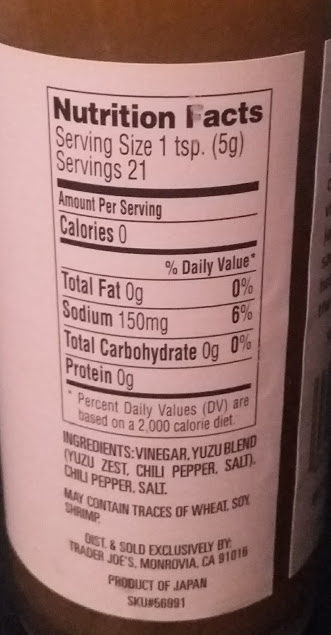 Nutrition Facts
Serving Size 1 tsp. (5g)
Servings 21
Amount Per Serving
Calories 0
% Daily Value*
Total Fat 0g 0%
Sodium 150mg 6%
Total Carbohydrate 0g 0%
Protein 0g
* Percent Daily Values (DV) are
based on a 2,000 calorie diet.
INGREDIENTS: VINEGAR, YUZU BLEND
(YUZU ZEST, CHILI PEPPER, SALT),
CHILI PEPPER, SALT.
MAY CONTAIN TRACES OF WHEAT, SOY,
SHRIMP.
DIST. & SOLD EXCLUSIVELY BY:
TRADER JOE'S, MONROVIA, CA 91016
PRODUCT OF JAPAN
SKU#56991